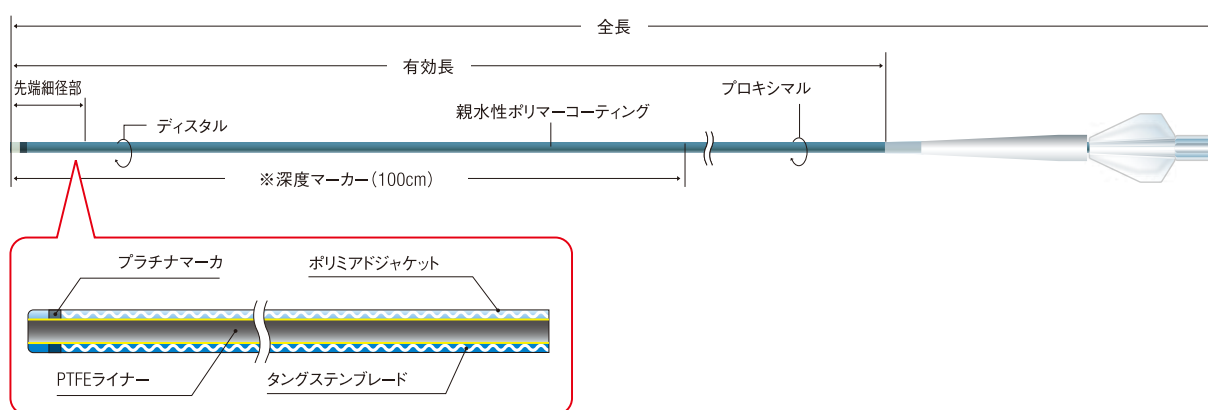 全長
有効長
先端細径部
プロキシマル
親水性ポリマーコーティング
ディスタル
※深度マーカー(100cm)
プラチナマーカ
ポリミアドジャケット
PTFEライナー
タングステンブレード